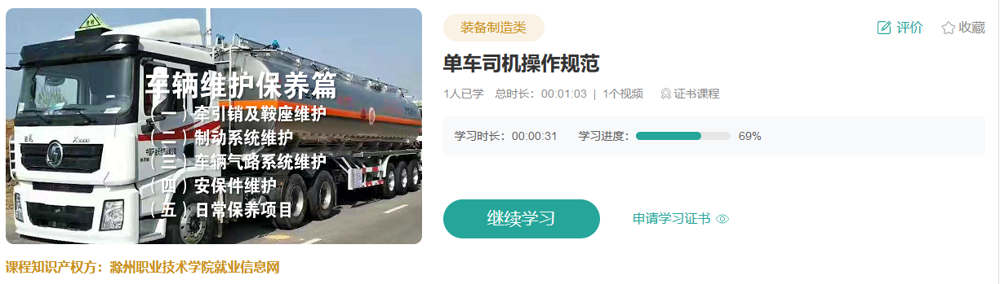 装备制造类
评价
收藏
单车司机操作规范
1人已学 总时长：00:01:03 | 1个视频 证书课程
学习时长：00:00:31 学习进度： 69%
继续学习
申请学习证书
车辆维护保养篇
（一）牵引销及鞍座维护
（二）制动系统维护
（三）车辆气路系统维护
（四）安保件维护
（五）日常保养项目
X3000
课程知识产权方：滁州职业技术学院就业信息网